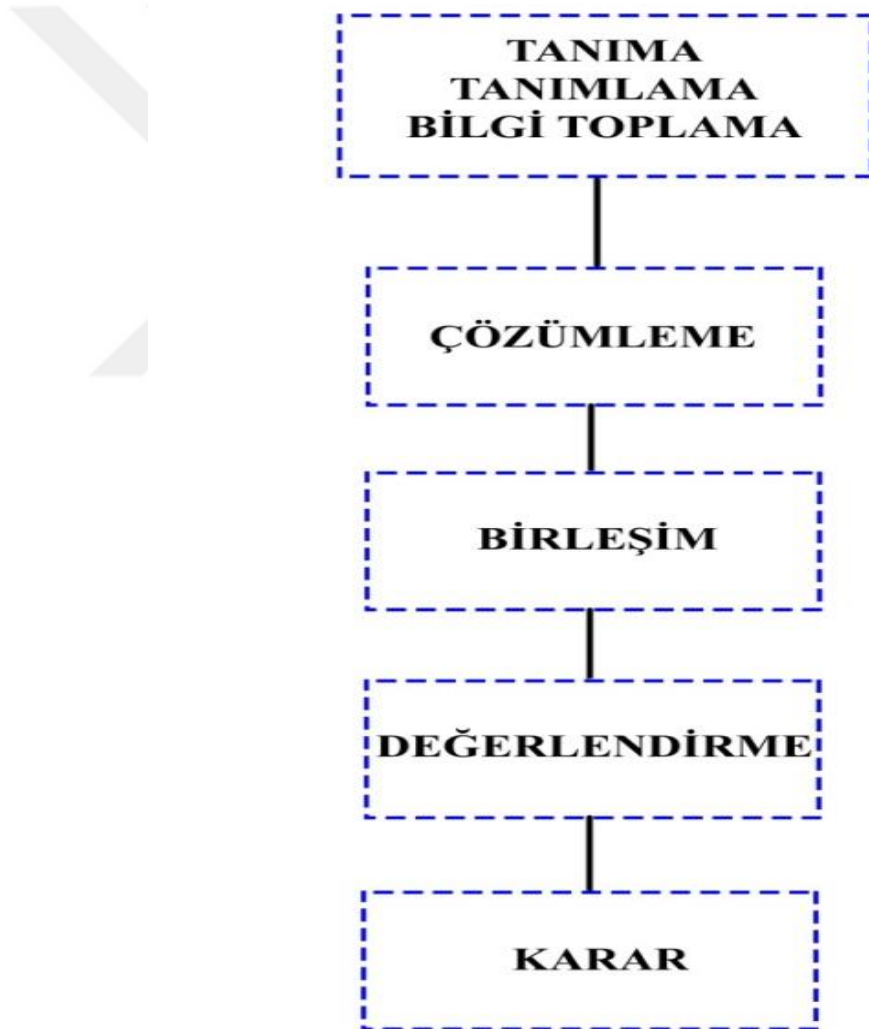 TANIMA
TANIMLAMA
BİLGİ TOPLAMA
ÇÖZÜMLEME
BİRLEŞİM
DEĞERLENDİRME
KARAR